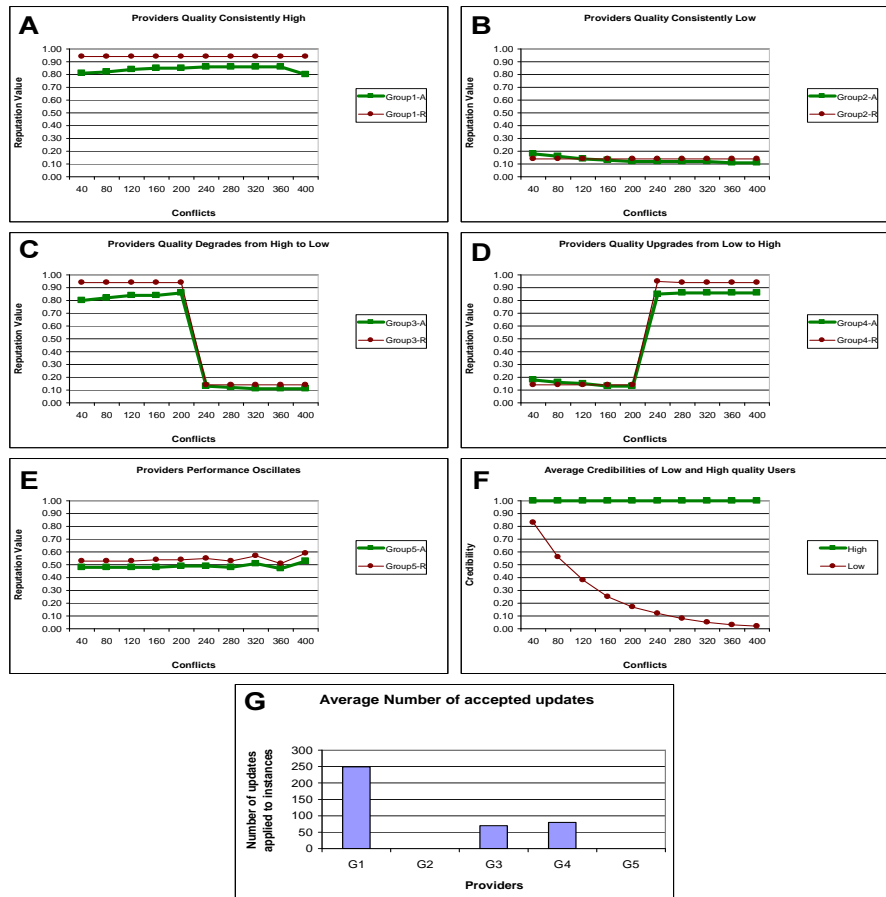 A
Providers Quality Consistently High
Reputation Value
1.00
0.90
0.80
0.70
0.60
0.50
0.40
0.30
0.20
0.10
0.00
40 80 120 160 200 240 280 320 360 400
Conflicts
Group1-A
Group1-R
B
Providers Quality Consistently Low
Reputation Value
1.00
0.90
0.80
0.70
0.60
0.50
0.40
0.30
0.20
0.10
0.00
40 80 120 160 200 240 280 320 360 400
Conflicts
Group2-A
Group2-R
C
Providers Quality Degrades from High to Low
Reputation Value
1.00
0.90
0.80
0.70
0.60
0.50
0.40
0.30
0.20
0.10
0.00
40 80 120 160 200 240 280 320 360 400
Conflicts
Group3-A
Group3-R
D
Providers Quality Upgrades from Low to High
Reputation Value
1.00
0.90
0.80
0.70
0.60
0.50
0.40
0.30
0.20
0.10
0.00
40 80 120 160 200 240 280 320 360 400
Conflicts
Group4-A
Group4-R
E
Providers Performance Oscillates
Reputation Value
1.00
0.90
0.80
0.70
0.60
0.50
0.40
0.30
0.20
0.10
0.00
40 80 120 160 200 240 280 320 360 400
Conflicts
Group5-A
Group5-R
F
Average Credibilities of Low and High quality Users
Credibility
1.00
0.90
0.80
0.70
0.60
0.50
0.40
0.30
0.20
0.10
0.00
40 80 120 160 200 240 280 320 360 400
Conflicts
High
Low
G
Average Number of accepted updates
Number of updates
applied to instances
300
250
200
150
100
50
0
G1 G2 G3 G4 G5
Providers